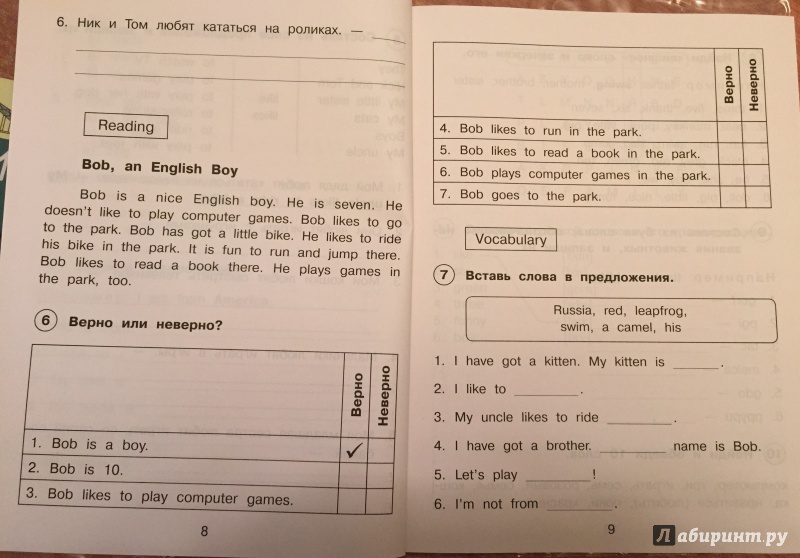 6. Ник и Том любят кататься на роликах. —
Reading
Bob, an English Boy
Bob is a nice English boy. He is seven. He
doesn't like to play computer games. Bob likes to go
to the park. Bob has got a little bike. He likes to ride
his bike in the park. It is fun to run and jump there.
Bob likes to read a book there. He plays games in
the park, too.
6 Верно или неверно?
Верно
Неверно
1. Bob is a boy. ✓
2. Bob is 10.
3. Bob likes to play computer games.
8
Верно
Неверно
4. Bob likes to run in the park.
5. Bob likes to read a book in the park.
6. Bob plays computer games in the park.
7. Bob goes to the park.
Vocabulary
7 Вставь слова в предложения.
Russia, red, leapfrog,
swim, a camel, his
1. I have got a kitten. My kitten is ______.
2. I like to ______.
3. My uncle likes to ride ______.
4. I have got a brother. ______ name is Bob.
5. Let's play ______!
6. I'm not from ______.
9
Лабиринт.ру